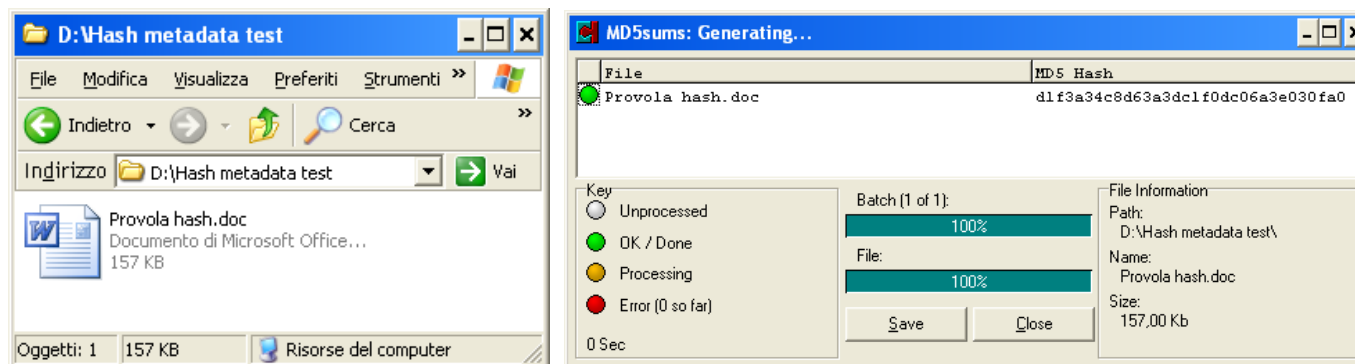 D:\Hash metadata test
File Modifica Visualizza Preferiti Strumenti »
Indietro Cerca »
Indirizzo D:\Hash metadata test Vai
Provola hash.doc
Documento di Microsoft Office...
157 KB
Oggetti: 1 157 KB Risorse del computer
MD5sums: Generating...
File MD5 Hash
Provola hash.doc d1f3a34c8d63a3dc1f0dc06a3e030fa0
Key
Unprocessed
OK / Done
Processing
Error (0 so far)
0 Sec
Batch (1 of 1):
100%
File:
100%
Save Close
File Information
Path:
D:\Hash metadata test\
Name:
Provola hash.doc
Size:
157,00 Kb